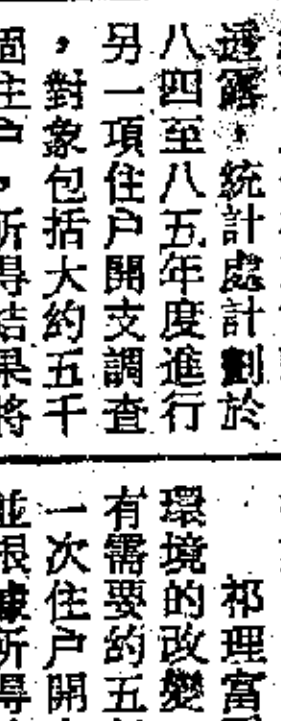 透露，統計處計劃於
八四至八五年度進行
另一項住戶開支調查
，對象包括大約五千
個住戶，所得結果將
祁理富
環境的改變
有需要約五
一次住戶開
並根據所得